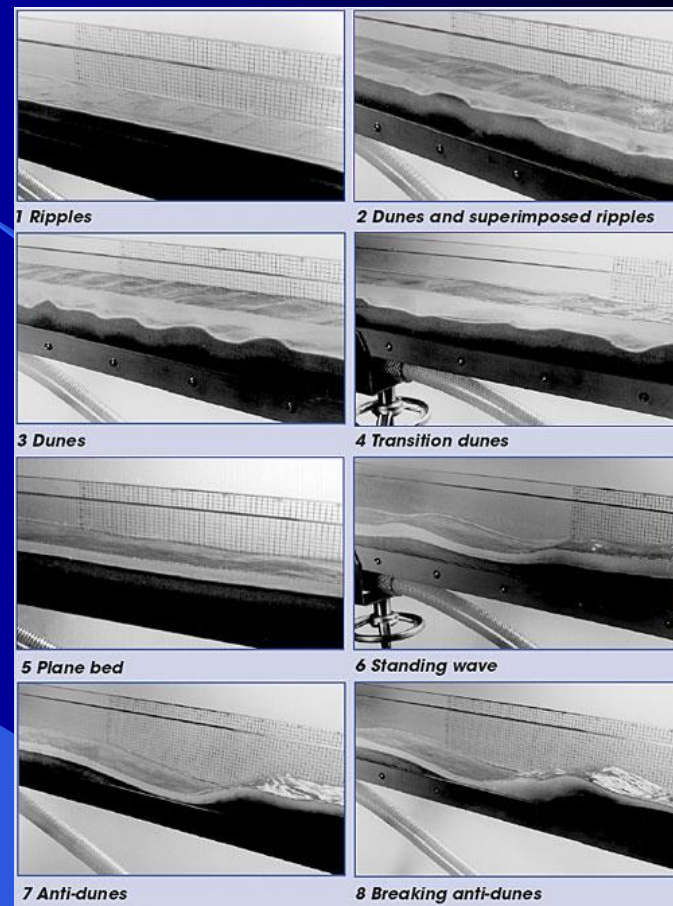 1 Ripples
2 Dunes and superimposed ripples
3 Dunes
4 Transition dunes
5 Plane bed
6 Standing wave
7 Anti-dunes
8 Breaking anti-dunes